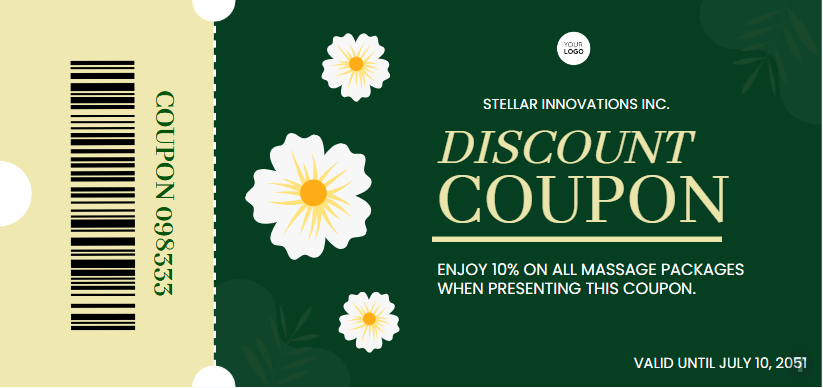 COUPON 098333
YOUR
LOGO
STELLAR INNOVATIONS INC.
DISCOUNT
COUPON
ENJOY 10% ON ALL MASSAGE PACKAGES
WHEN PRESENTING THIS COUPON.
VALID UNTIL JULY 10, 2051